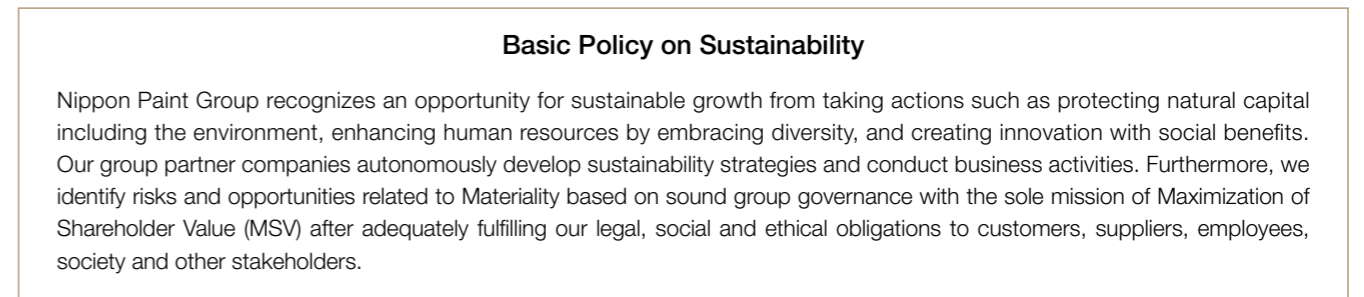 Basic Policy on Sustainability
Nippon Paint Group recognizes an opportunity for sustainable growth from taking actions such as protecting natural capital
including the environment, enhancing human resources by embracing diversity, and creating innovation with social benefits.
Our group partner companies autonomously develop sustainability strategies and conduct business activities. Furthermore, we
identify risks and opportunities related to Materiality based on sound group governance with the sole mission of Maximization of
Shareholder Value (MSV) after adequately fulfilling our legal, social and ethical obligations to customers, suppliers, employees,
society and other stakeholders.